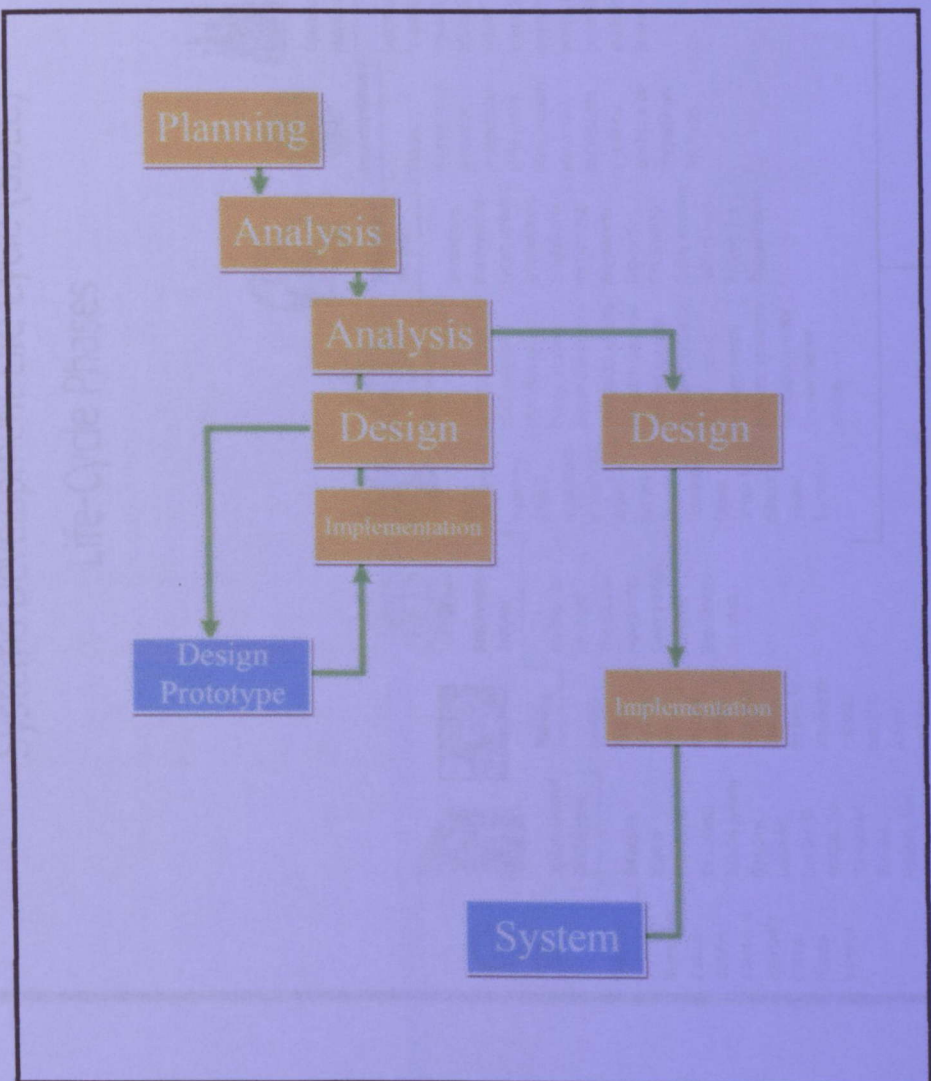 Planning
Analysis
Analysis
Design
Design
Implementation
Design
Prototype
Implementation
System